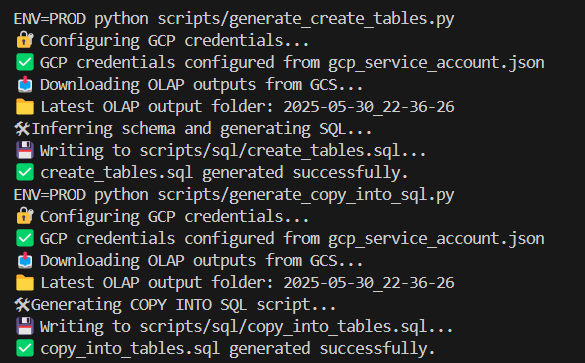 ENV=PROD python scripts/generate_create_tables.py
🔐 Configuring GCP credentials...
✅ GCP credentials configured from gcp_service_account.json
📥 Downloading OLAP outputs from GCS...
📁 Latest OLAP output folder: 2025-05-30_22-36-26
🛠Inferring schema and generating SQL...
💾 Writing to scripts/sql/create_tables.sql...
✅ create_tables.sql generated successfully.
ENV=PROD python scripts/generate_copy_into_sql.py
🔐 Configuring GCP credentials...
✅ GCP credentials configured from gcp_service_account.json
📥 Downloading OLAP outputs from GCS...
📁 Latest OLAP output folder: 2025-05-30_22-36-26
🛠Generating COPY INTO SQL script...
💾 Writing to scripts/sql/copy_into_tables.sql...
✅ copy_into_tables.sql generated successfully.